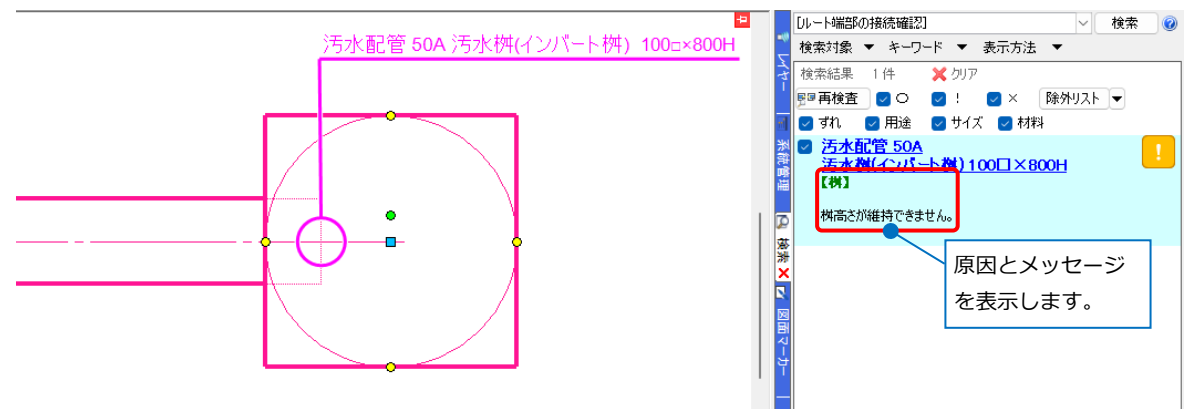 汚水配管 50A 汚水桝(インバート桝) 100□×800H
レイヤー
系統管理
検索
図面マーカー
[ルート端部の接続確認]
検索
検索対象 ▼ キーワード ▼ 表示方法 ▼
検索結果 1件 クリア
再検査 〇 ! × 除外リスト ▼
ずれ 用途 サイズ 材料
汚水配管 50A
汚水桝(インバート桝)100□×800H
【桝】
桝高さが維持できません。
!
原因とメッセージ
を表示します。